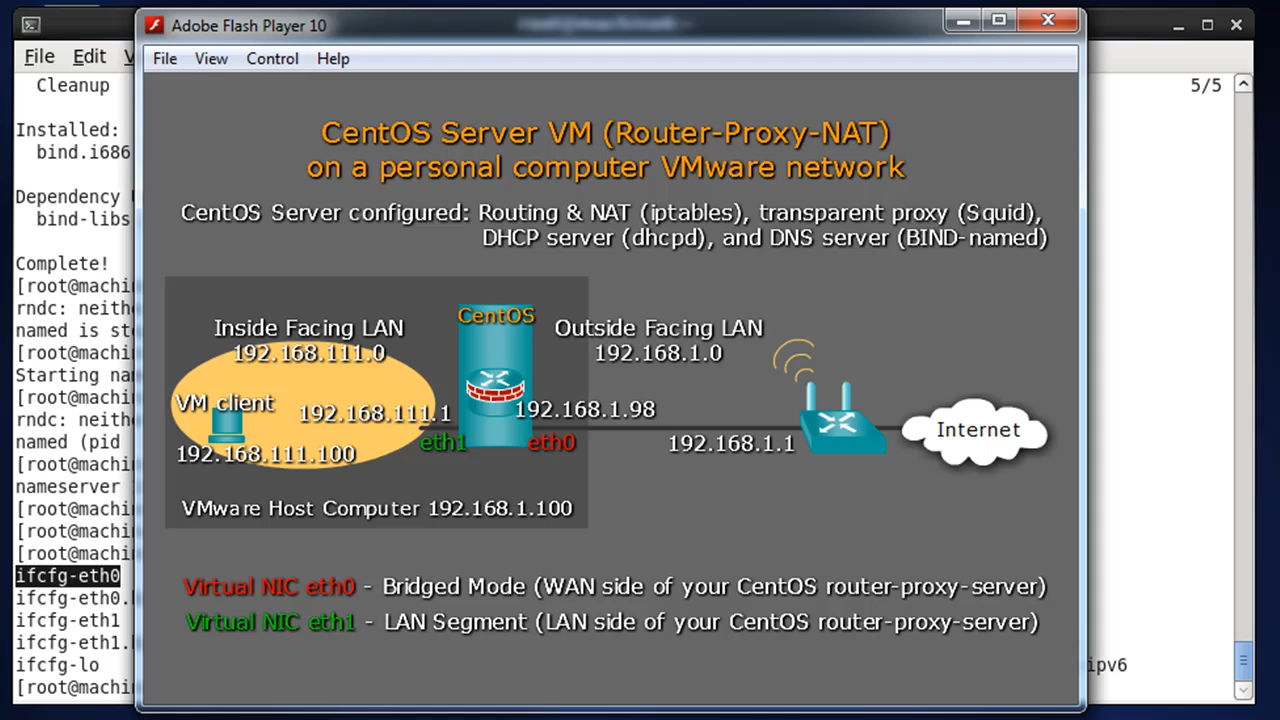 Adobe Flash Player 10
File View Control Help
File Edit V
Cleanup
5/5
Installed:
bind.i686
Dependency
bind-libs
Complete!
[root@machi
rndc: neith
named is st
[root@machi
Starting na
[root@machi
rndc: neith
named (pid
[root@machi
nameserver
[root@machi
[root@machi
[root@machi
ifcfg-eth0
ifcfg-eth0.
ifcfg-eth1
ifcfg-eth1.
ifcfg-lo
ipv6
[root@machi
CentOS Server VM (Router-Proxy-NAT)
on a personal computer VMware network
CentOS Server configured: Routing & NAT (iptables), transparent proxy (Squid),
DHCP server (dhcpd), and DNS server (BIND-named)
CentOS
Inside Facing LAN
192.168.111.0
Outside Facing LAN
192.168.1.0
VM client
192.168.111.1
192.168.1.98
eth1
eth0
192.168.1.1
Internet
192.168.111.100
VMware Host Computer 192.168.1.100
Virtual NIC eth0 - Bridged Mode (WAN side of your CentOS router-proxy-server)
Virtual NIC eth1 - LAN Segment (LAN side of your CentOS router-proxy-server)